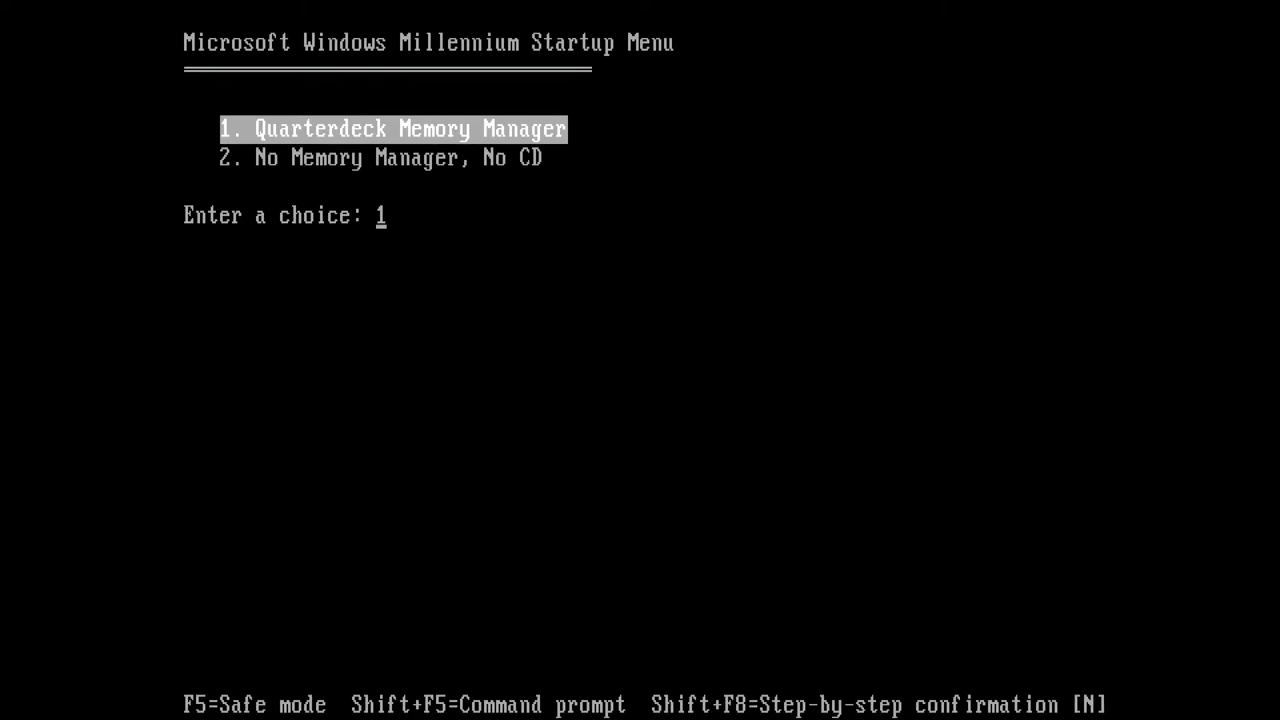 Microsoft Windows Millennium Startup Menu
1. Quarterdeck Memory Manager
2. No Memory Manager, No CD
Enter a choice: 1
F5=Safe mode  Shift+F5=Command prompt  Shift+F8=Step-by-step confirmation [N]